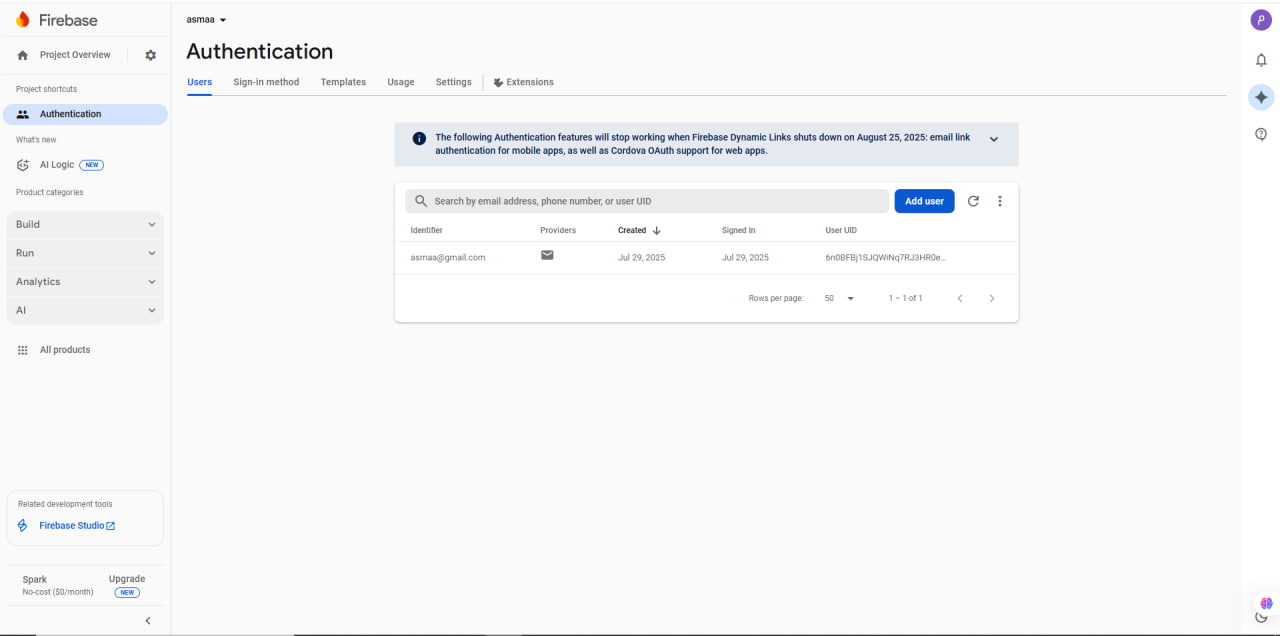 Firebase
asmaa
Project Overview
Authentication
Users Sign-in method Templates Usage Settings Extensions
Project shortcuts
Authentication
What's new
AI Logic NEW
Product categories
Build
Run
Analytics
AI
All products
The following Authentication features will stop working when Firebase Dynamic Links shuts down on August 25, 2025: email link
authentication for mobile apps, as well as Cordova OAuth support for web apps.
Search by email address, phone number, or user UID Add user
Identifier Providers Created Signed In User UID
asmaa@gmail.com Jul 29, 2025 Jul 29, 2025 6n0BFBj1SJQWiNq7RJ3HR0e...
Rows per page: 50 1 – 1 of 1
Related development tools
Firebase Studio
Spark Upgrade
No-cost ($0/month) NEW